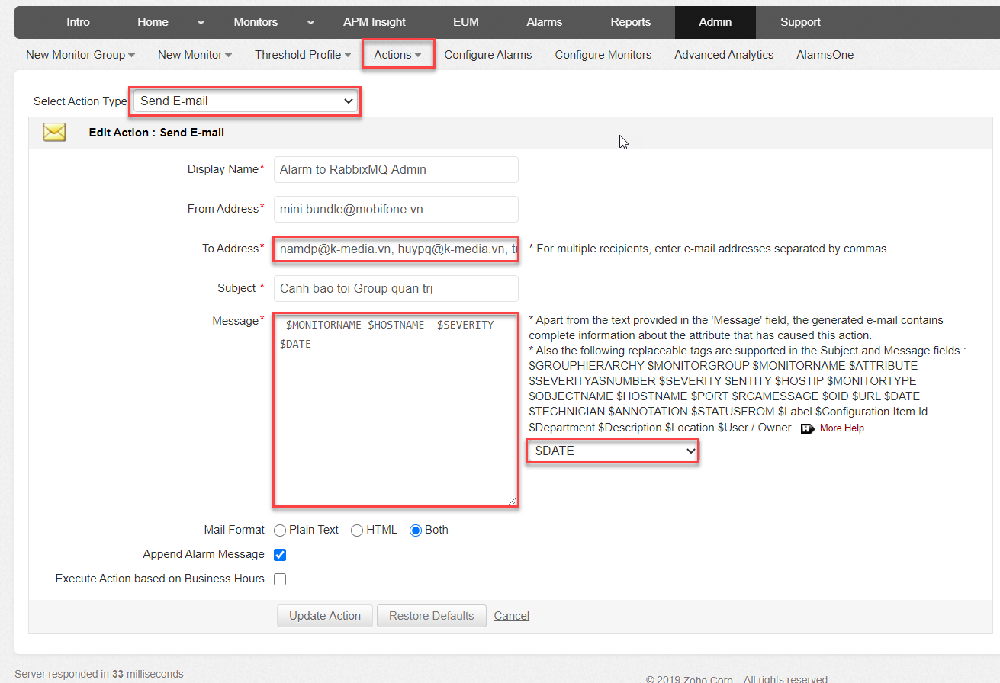 Intro Home Monitors APM Insight EUM Alarms Reports Admin Support
New Monitor Group New Monitor Threshold Profile Actions Configure Alarms Configure Monitors Advanced Analytics AlarmsOne
Select Action Type Send E-mail
Edit Action : Send E-mail
Display Name* Alarm to RabbixMQ Admin
From Address* mini.bundle@mobifone.vn
To Address* namdp@k-media.vn, huypq@k-media.vn, * For multiple recipients, enter e-mail addresses separated by commas.
Subject * Canh bao toi Group quan trị
Message* $MONITORNAME $HOSTNAME $SEVERITY
$DATE
* Apart from the text provided in the 'Message' field, the generated e-mail contains
complete information about the attribute that has caused this action.
* Also the following replaceable tags are supported in the Subject and Message fields :
$GROUPHIERARCHY $MONITORGROUP $MONITORNAME $ATTRIBUTE
$SEVERITYASNUMBER $SEVERITY $ENTITY $HOSTIP $MONITORTYPE
$OBJECTNAME $HOSTNAME $PORT $RCAMESSAGE $OID $URL $DATE
$TECHNICIAN $ANNOTATION $STATUSFROM $Label $Configuration Item Id
$Department $Description $Location $User / Owner More Help
$DATE
Mail Format Plain Text HTML Both
Append Alarm Message
Execute Action based on Business Hours
Update Action Restore Defaults Cancel
Server responded in 33 milliseconds
© 2019 Zoho Corp. All rights reserved